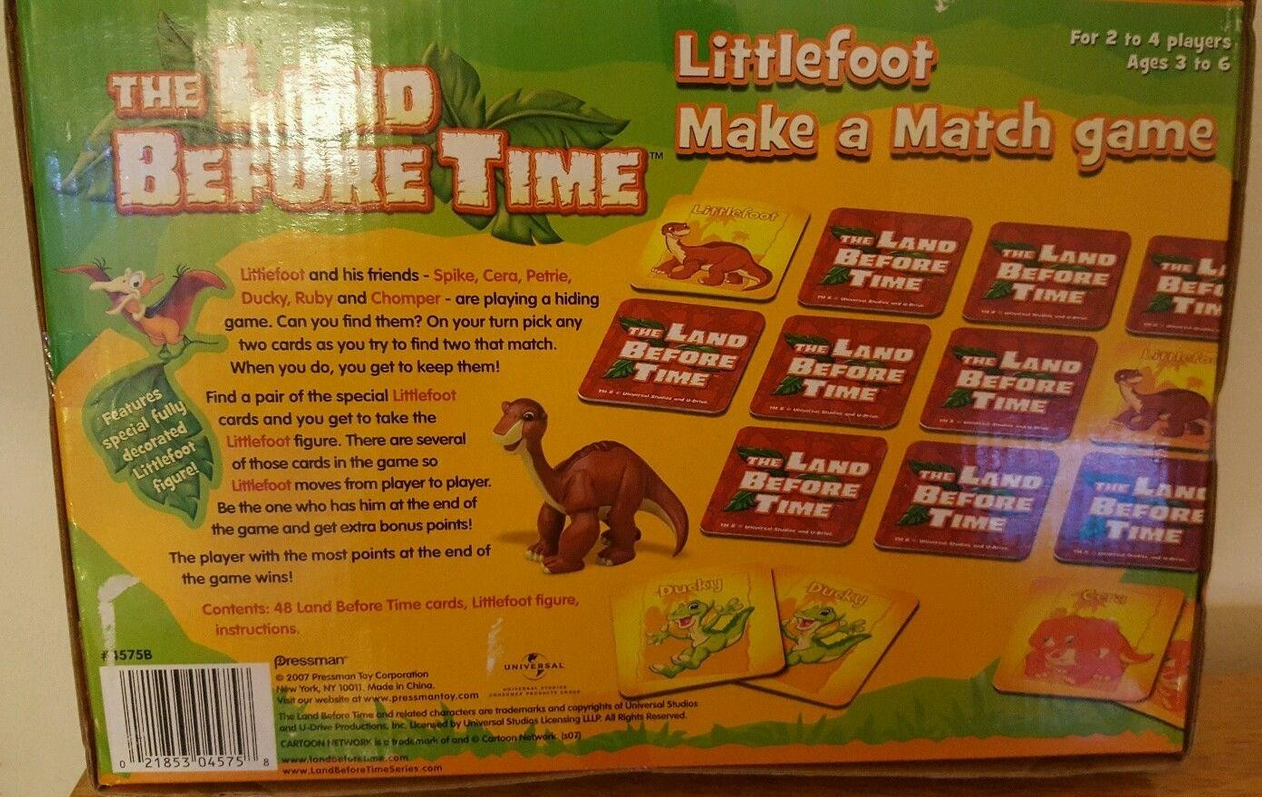 THE LAND
BEFORE TIME™
Littlefoot
Make a Match game
For 2 to 4 players
Ages 3 to 6
Littlefoot and his friends - Spike, Cera, Petrie,
Ducky, Ruby and Chomper - are playing a hiding
game. Can you find them? On your turn pick any
two cards as you try to find two that match.
When you do, you get to keep them!
Find a pair of the special Littlefoot
cards and you get to take the
Littlefoot figure. There are several
of those cards in the game so
Littlefoot moves from player to player.
Be the one who has him at the end of
the game and get extra bonus points!
The player with the most points at the end of
the game wins!
Contents: 48 Land Before Time cards, Littlefoot figure,
instructions.
Features
special fully
decorated
Littlefoot
figure!
Littlefoot
THE LAND
BEFORE
TIME
THE LAND
BEFORE
TIME
THE LAND
BEFORE
TIME
THE LAND
BEFORE
TIME
THE LAND
BEFORE
TIME
THE LAND
BEFORE
TIME
THE LAND
BEFORE
TIME
THE LAND
BEFORE
TIME
Ducky
Ducky
Cera
#4575B
0 21853 04575 8
Pressman®
© 2007 Pressman Toy Corporation
New York, NY 10011. Made in China.
Visit our website at www.pressmantoy.com
UNIVERSAL
UNIVERSAL STUDIOS
CONSUMER PRODUCTS GROUP
The Land Before Time and related characters are trademarks and copyrights of Universal Studios
and U-Drive Productions, Inc. Licensed by Universal Studios Licensing LLLP. All Rights Reserved.
CARTOON NETWORK is a trademark of and © Cartoon Network. (s07)
www.landbeforetime.com
www.LandBeforeTimeSeries.com